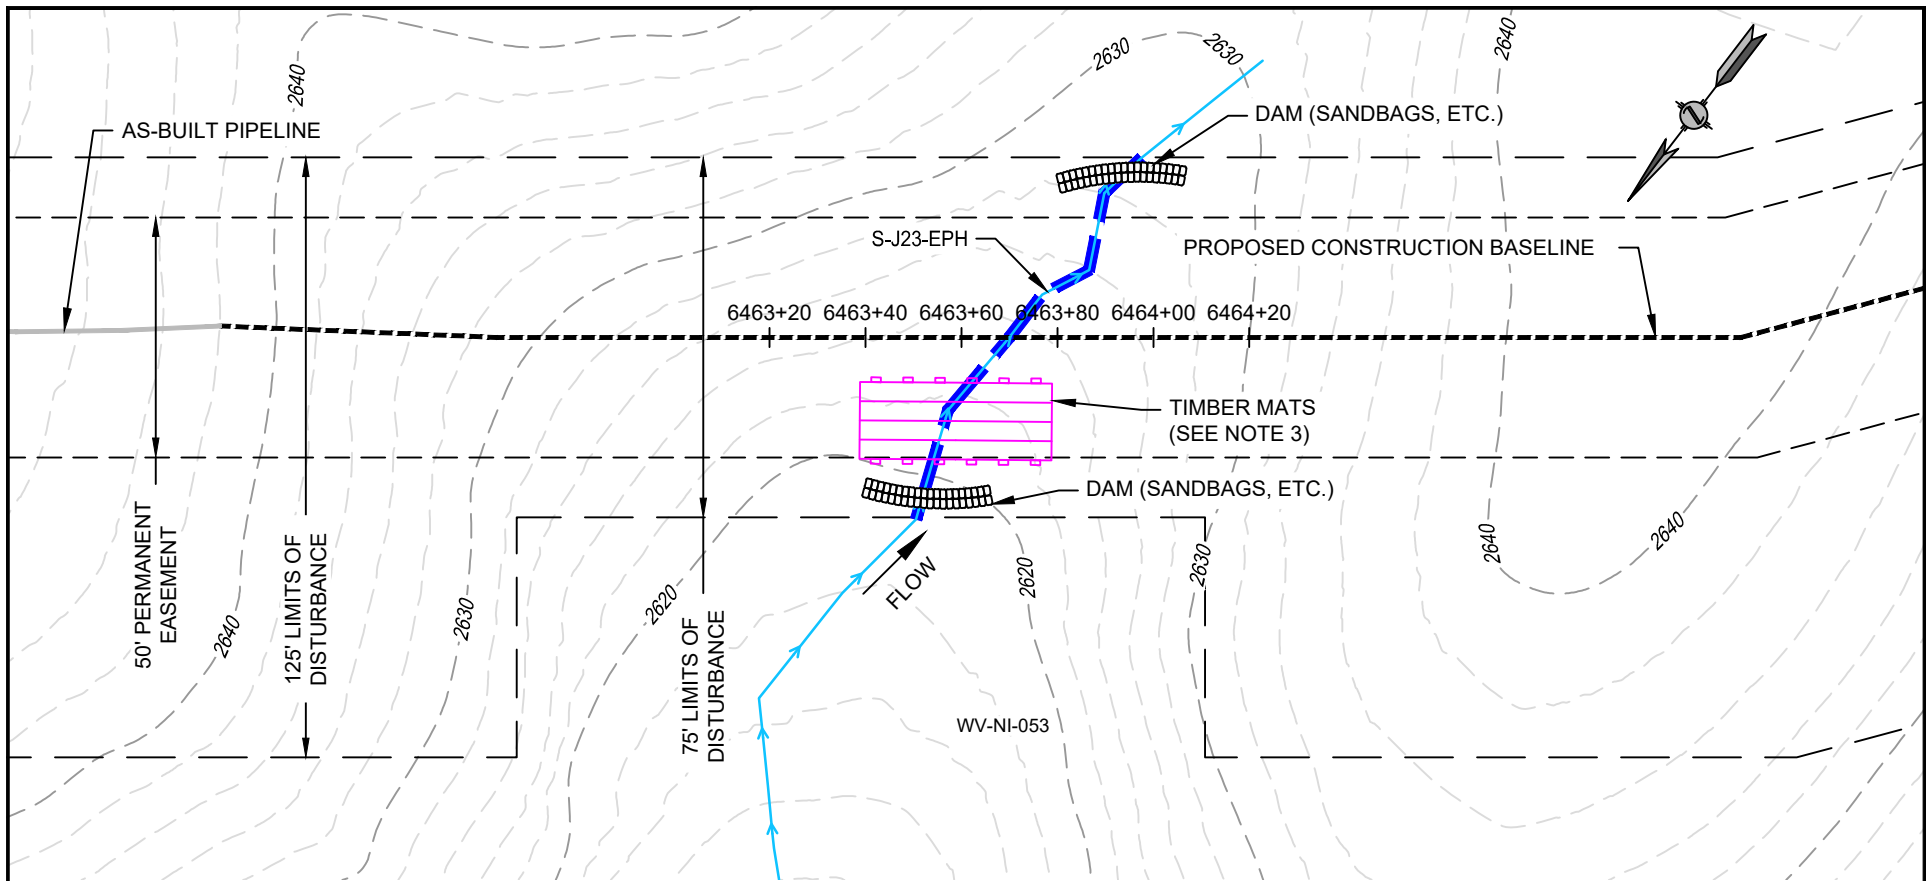 2640
2630
2630
2640
AS-BUILT PIPELINE
DAM (SANDBAGS, ETC.)
S-J23-EPH
PROPOSED CONSTRUCTION BASELINE
6463+20
6463+40
6463+60
6463+80
6464+00
6464+20
TIMBER MATS
(SEE NOTE 3)
DAM (SANDBAGS, ETC.)
FLOW
50' PERMANENT
EASEMENT
125' LIMITS OF
DISTURBANCE
75' LIMITS OF
DISTURBANCE
2640
2630
2620
2620
2630
2640
2640
WV-NI-053